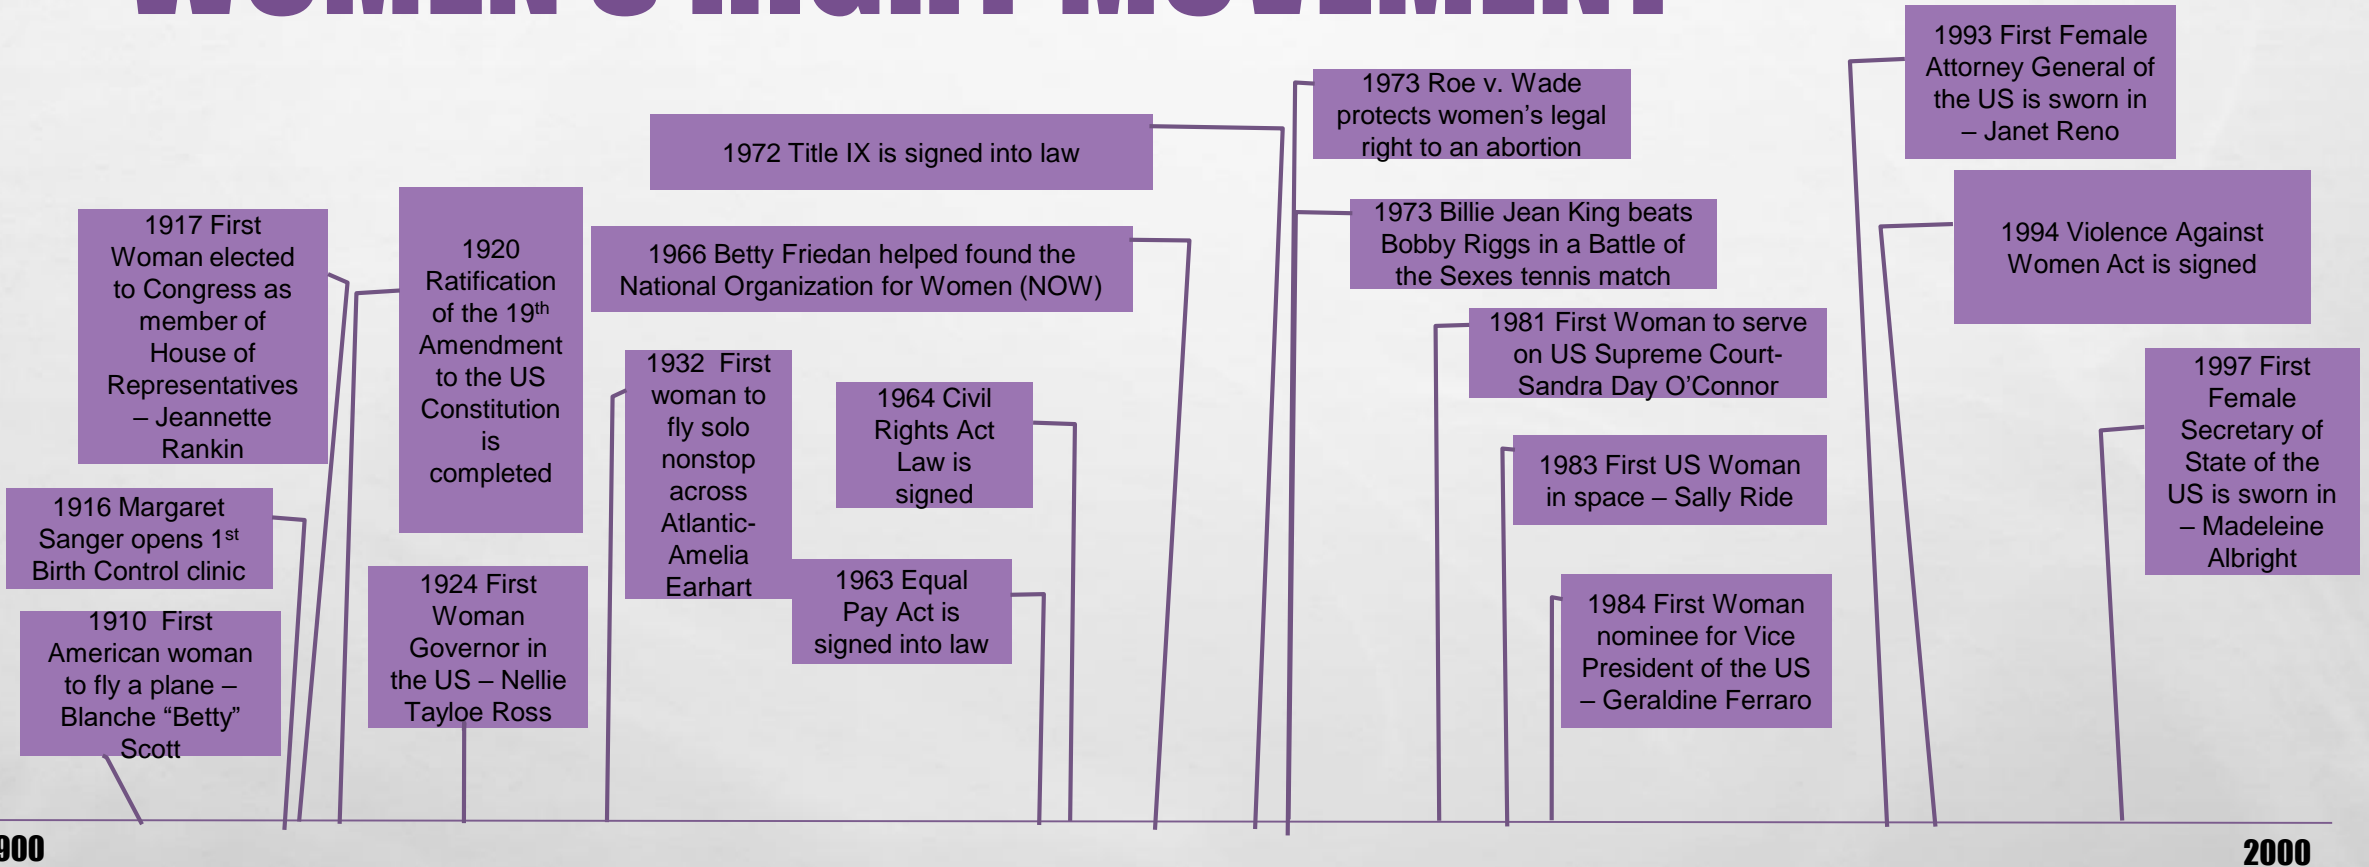 WOMEN'S RIGHT MOVEMENT
1917 First
Woman elected
to Congress as
member of
House of
Representatives
– Jeannette
Rankin
1916 Margaret
Sanger opens 1st
Birth Control clinic
1910  First
American woman
to fly a plane –
Blanche “Betty”
Scott
1920
Ratification
of the 19th
Amendment
to the US
Constitution
is
completed
1924 First
Woman
Governor in
the US – Nellie
Tayloe Ross
1972 Title IX is signed into law
1966 Betty Friedan helped found the
National Organization for Women (NOW)
1932  First
woman to
fly solo
nonstop
across
Atlantic-
Amelia
Earhart
1964 Civil
Rights Act
Law is
signed
1963 Equal
Pay Act is
signed into law
1973 Roe v. Wade
protects women’s legal
right to an abortion
1973 Billie Jean King beats
Bobby Riggs in a Battle of
the Sexes tennis match
1981 First Woman to serve
on US Supreme Court-
Sandra Day O’Connor
1983 First US Woman
in space – Sally Ride
1984 First Woman
nominee for Vice
President of the US
– Geraldine Ferraro
1993 First Female
Attorney General of
the US is sworn in
– Janet Reno
1994 Violence Against
Women Act is signed
1997 First
Female
Secretary of
State of the
US is sworn in
– Madeleine
Albright
900
2000